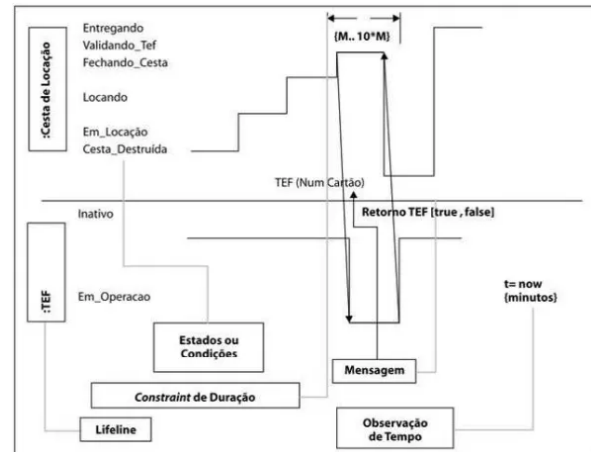 Entregando
Validando_Tef
Fechando_Cesta
Locando
Em_Locação
Cesta_Destruída
:Cesta de Locação
{M.. 10*M}
TEF (Num Cartão)
Retorno TEF [true , false]
Inativo
:TEF
Em_Operacao
t= now
{minutos}
Estados ou
Condições
Mensagem
Constraint de Duração
Observação
de Tempo
Lifeline